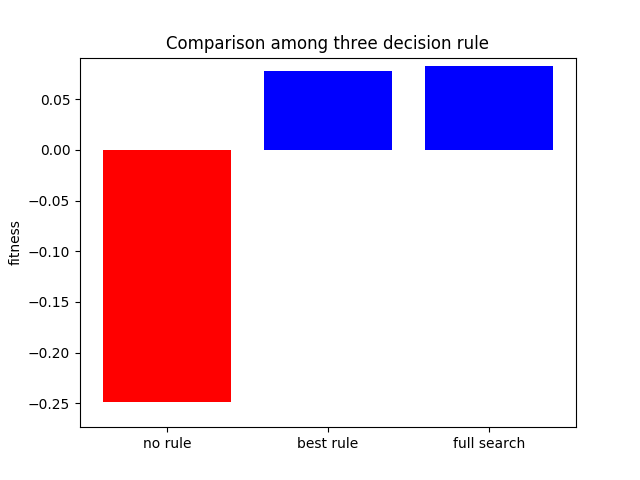 Comparison among three decision rule
fitness
0.05
0.00
−0.05
−0.10
−0.15
−0.20
−0.25
no rule
best rule
full search